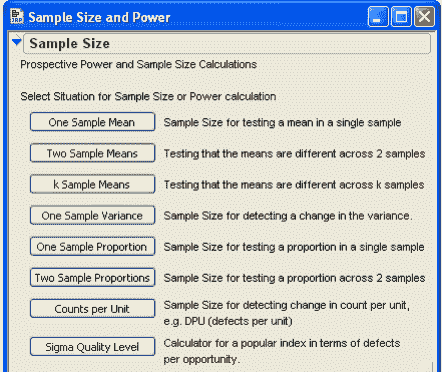 Sample Size and Power
Sample Size
Prospective Power and Sample Size Calculations
Select Situation for Sample Size or Power calculation
One Sample Mean Sample Size for testing a mean in a single sample
Two Sample Means Testing that the means are different across 2 samples
k Sample Means Testing that the means are different across k samples
One Sample Variance Sample Size for detecting a change in the variance.
One Sample Proportion Sample Size for testing a proportion in a single sample
Two Sample Proportions Sample Size for testing a proportion across 2 samples
Counts per Unit Sample Size for detecting change in count per unit,
e.g. DPU (defects per unit)
Sigma Quality Level Calculator for a popular index in terms of defects
per opportunity.